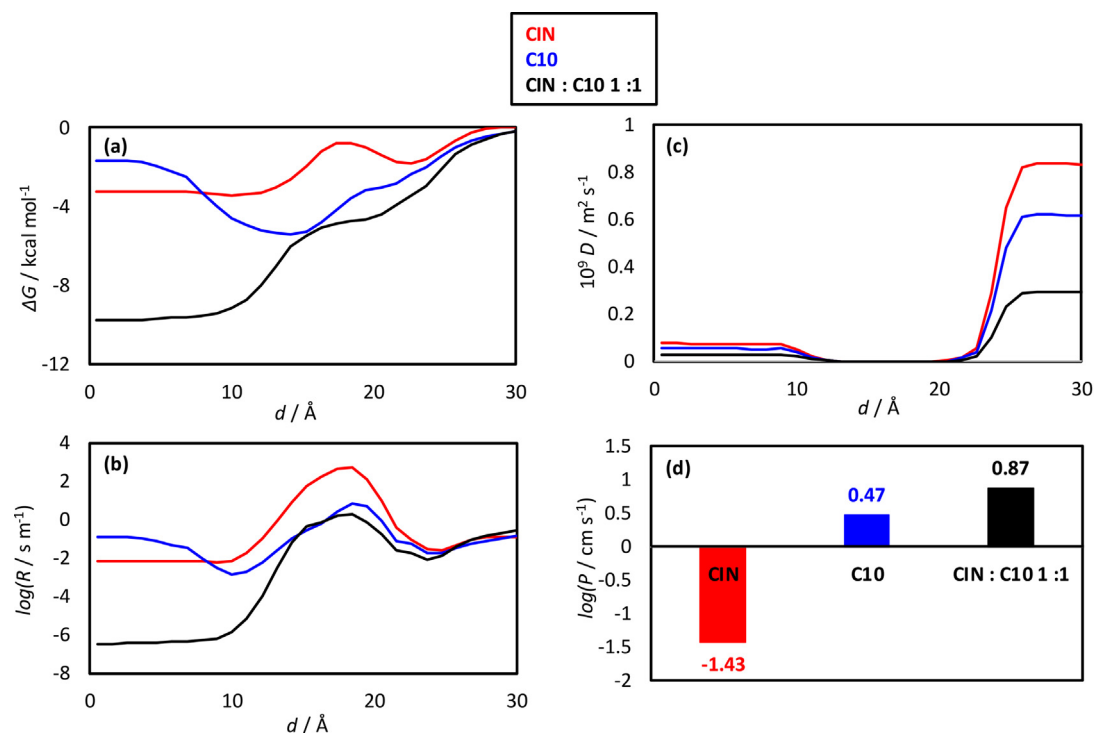 CIN
C10
CIN : C10 1 :1
(a)
0
-4
-8
-12
ΔG / kcal mol⁻¹
0 10 20 30
d / Å
(c)
1
0.8
0.6
0.4
0.2
0
10⁹ D / m² s⁻¹
0 10 20 30
d / Å
(b)
4
2
0
-2
-4
-6
-8
log(R / s m⁻¹)
0 10 20 30
d / Å
(d)
1.5
1
0.5
0
-0.5
-1
-1.5
-2
log(P / cm s⁻¹)
0.47
0.87
CIN C10 CIN : C10 1 :1
-1.43